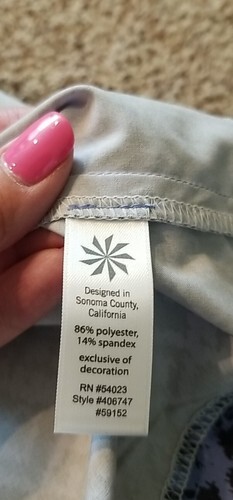 Designed in
Sonoma County,
California
86% polyester,
14% spandex
exclusive of
decoration
RN #54023
Style #406747
#59152